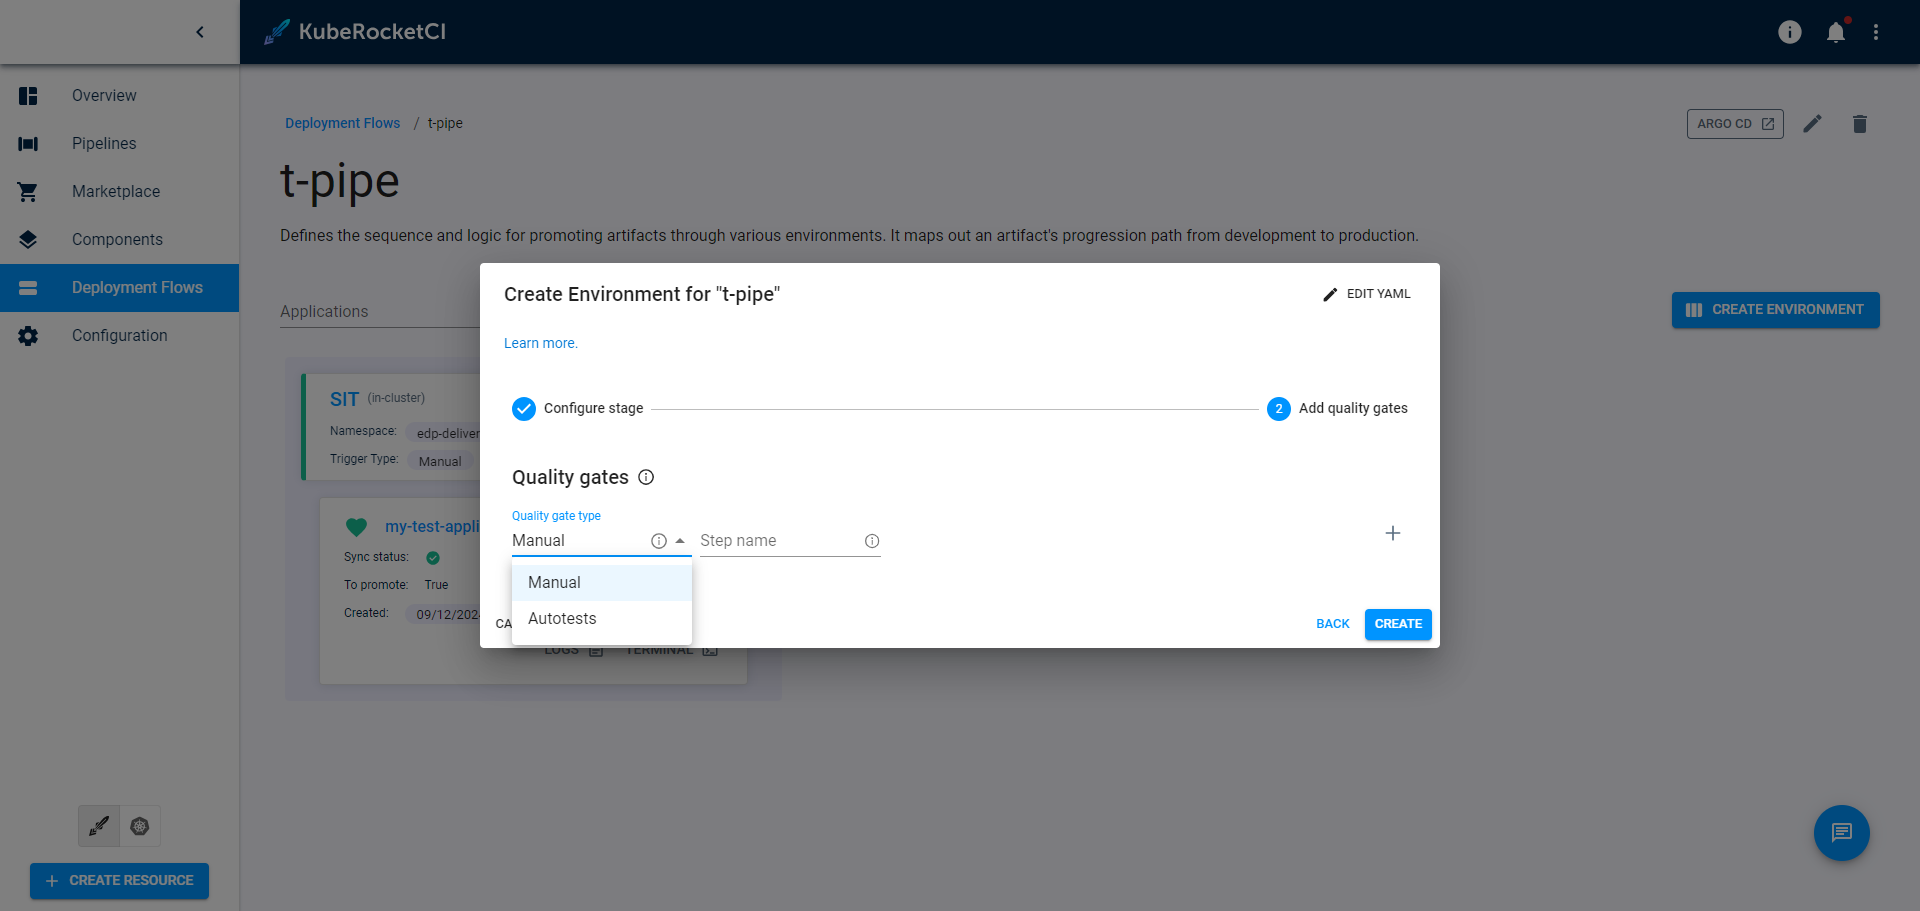 KubeRocketCI
Overview
Pipelines
Marketplace
Components
Deployment Flows
Configuration
CREATE RESOURCE
Deployment Flows / t-pipe
ARGO CD
t-pipe
Defines the sequence and logic for promoting artifacts through various environments. It maps out an artifact's progression path from development to production.
Applications
CREATE ENVIRONMENT
SIT (in-cluster)
Namespace: edp-deliver
Trigger Type: Manual
my-test-appli
Sync status:
To promote: True
Created: 09/12/202
LOGS TERMINAL
Create Environment for "t-pipe"
EDIT YAML
Learn more.
Configure stage
2 Add quality gates
Quality gates
Quality gate type
Manual
Step name
Manual
Autotests
CA
BACK
CREATE